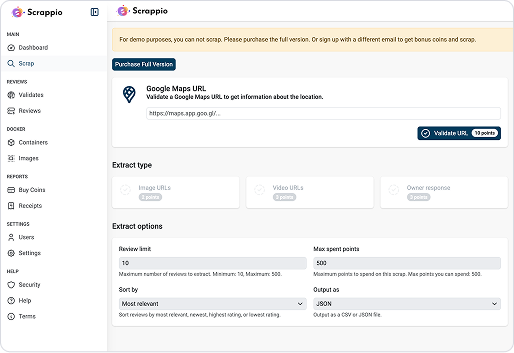 Scrappio
Scrappio
MAIN
Dashboard
Scrap
REVIEWS
Validates
Reviews
DOCKER
Containers
Images
REPORTS
Buy Coins
Receipts
SETTINGS
Users
Settings
HELP
Security
Help
Terms
For demo purposes, you can not scrap. Please purchase the full version. Or sign up with a different email to get bonus coins and scrap.
Purchase Full Version
Google Maps URL
Validate a Google Maps URL to get information about the location.
https://maps.app.goo.gl/...
Validate URL 10 points
Extract type
Image URLs
points
Video URLs
points
Owner response
points
Extract options
Review limit
10
Maximum number of reviews to extract. Minimum: 10, Maximum: 500.
Max spent points
500
Maximum points to spend on this scrap. Max points you can spend: 500.
Sort by
Most relevant
Sort reviews by most relevant, newest, highest rating, or lowest rating.
Output as
JSON
Output as a CSV or JSON file.